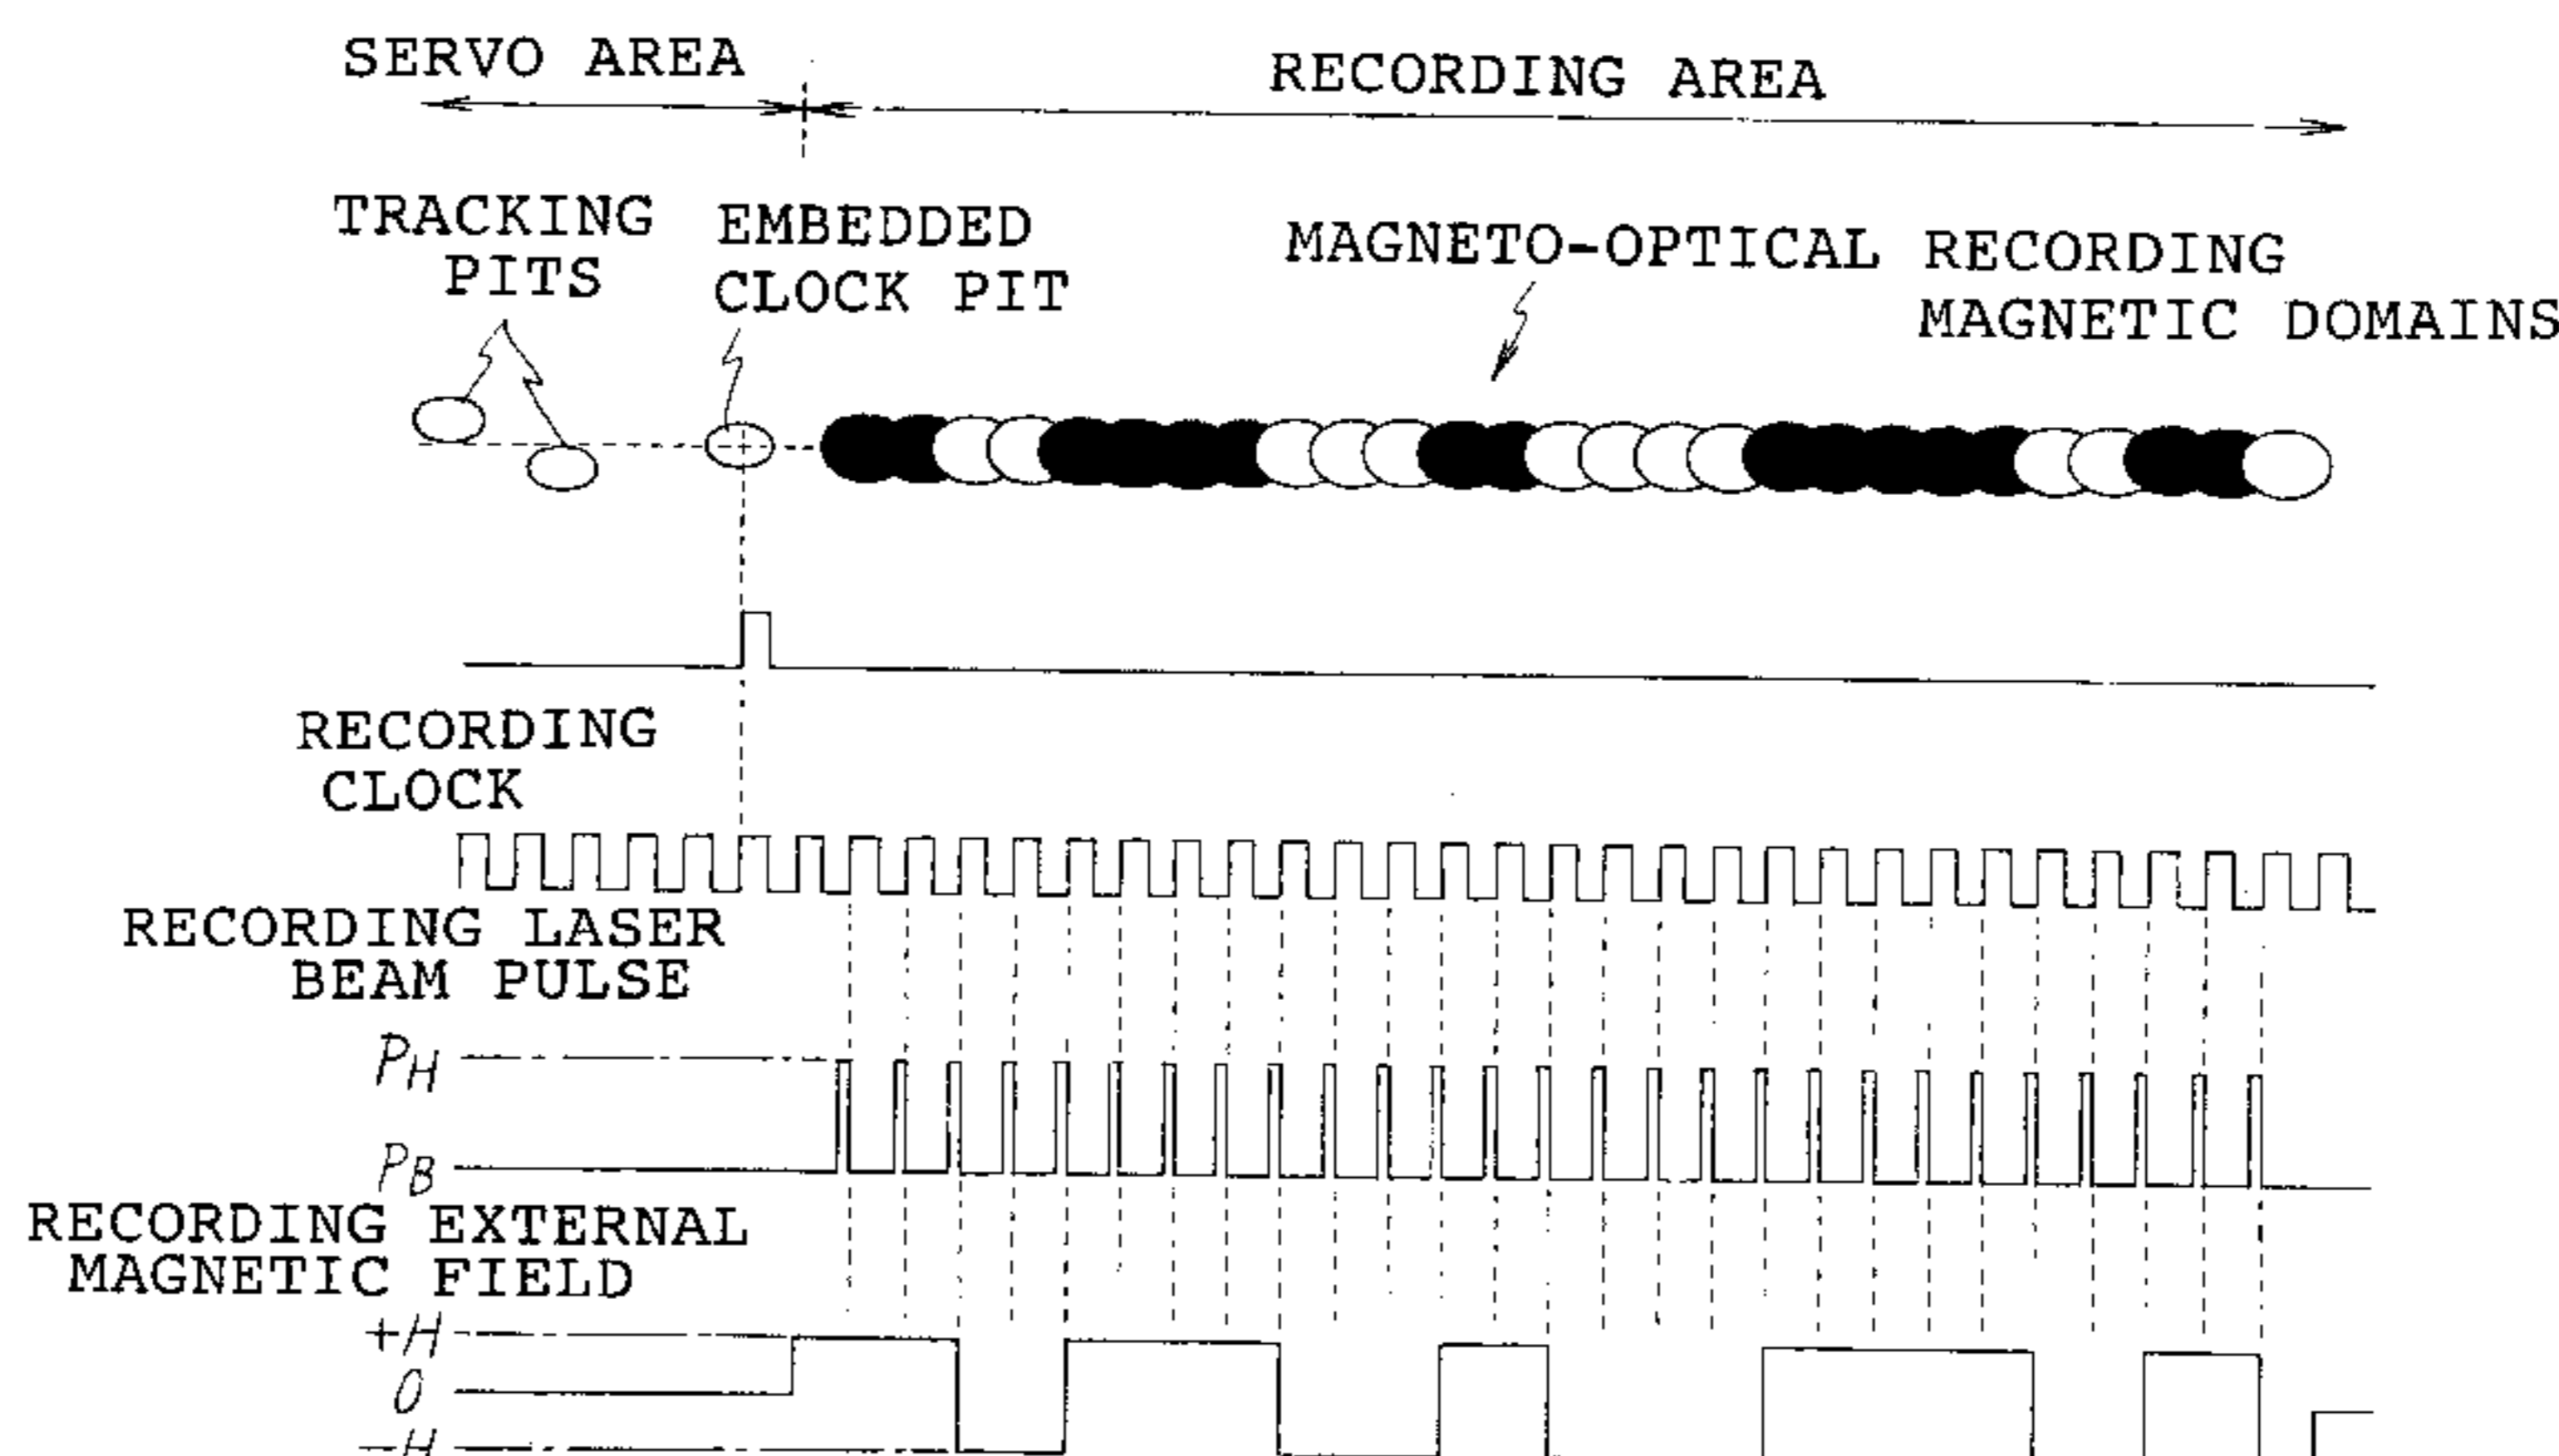 SERVO AREA
RECORDING AREA
TRACKING
PITS
EMBEDDED
CLOCK PIT
MAGNETO-OPTICAL RECORDING
MAGNETIC DOMAINS
RECORDING
CLOCK
RECORDING LASER
BEAM PULSE
PH
PB
RECORDING EXTERNAL
MAGNETIC FIELD
+H
0
-H